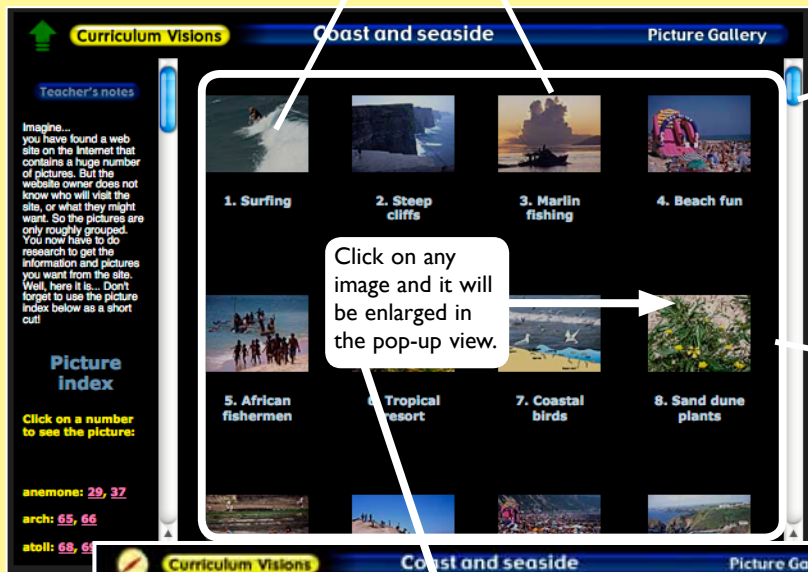 Curriculum Visions
Coast and seaside
Picture Gallery
Teacher's notes
Imagine...
you have found a web
site on the Internet that
contains a huge number
of pictures. But the
website owner does not
know who will visit the
site, or what they might
want. So the pictures are
only roughly grouped.
You now have to do
research to get the
information and pictures
you want from the site.
Well, here it is... Don't
forget to use the picture
index below as a short
cut!
Picture
index
Click on a number
to see the picture:
anemone: 29, 37
arch: 65, 66
atoll: 68,
1. Surfing
2. Steep
cliffs
3. Marlin
fishing
4. Beach fun
Click on any
image and it will
be enlarged in
the pop-up view.
5. African
fishermen
6. Tropical
resort
7. Coastal
birds
8. Sand dune
plants
Curriculum Visions
Coast and seaside
Picture